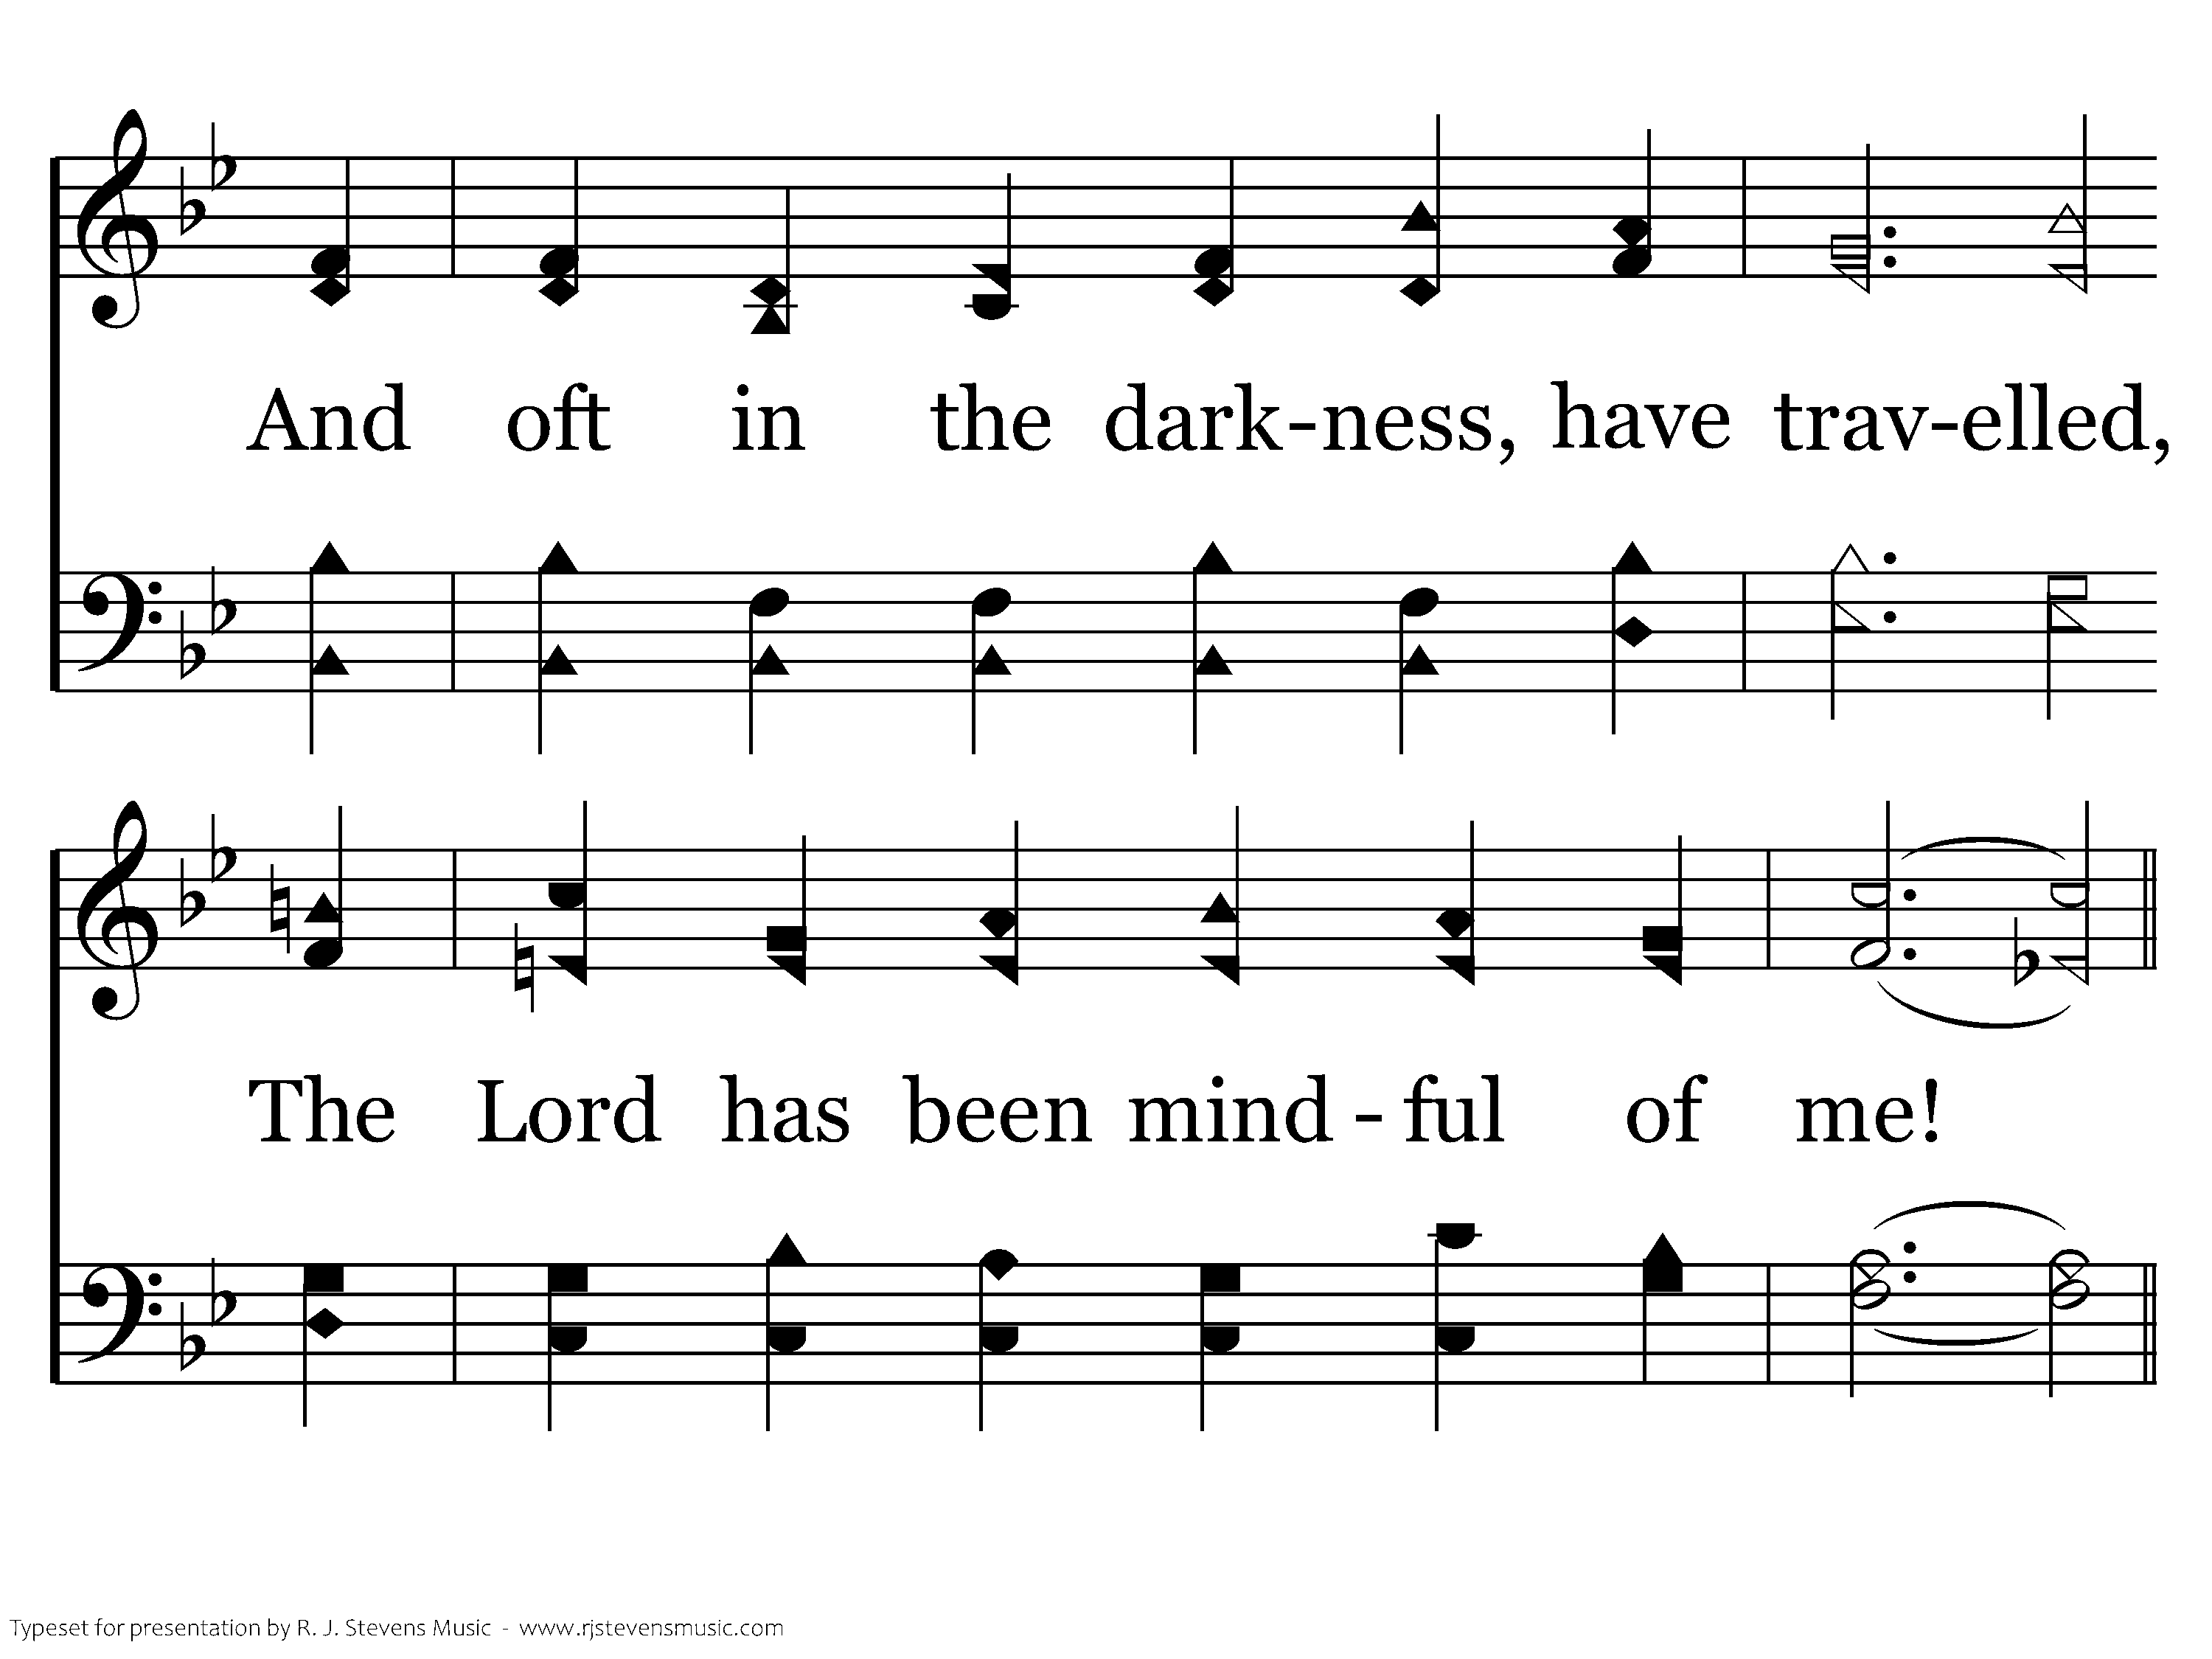 And oft in the dark-ness, have trav-elled,
The Lord has been mind - ful of me!
Typeset for presentation by R. J. Stevens Music - www.rjstevensmusic.com